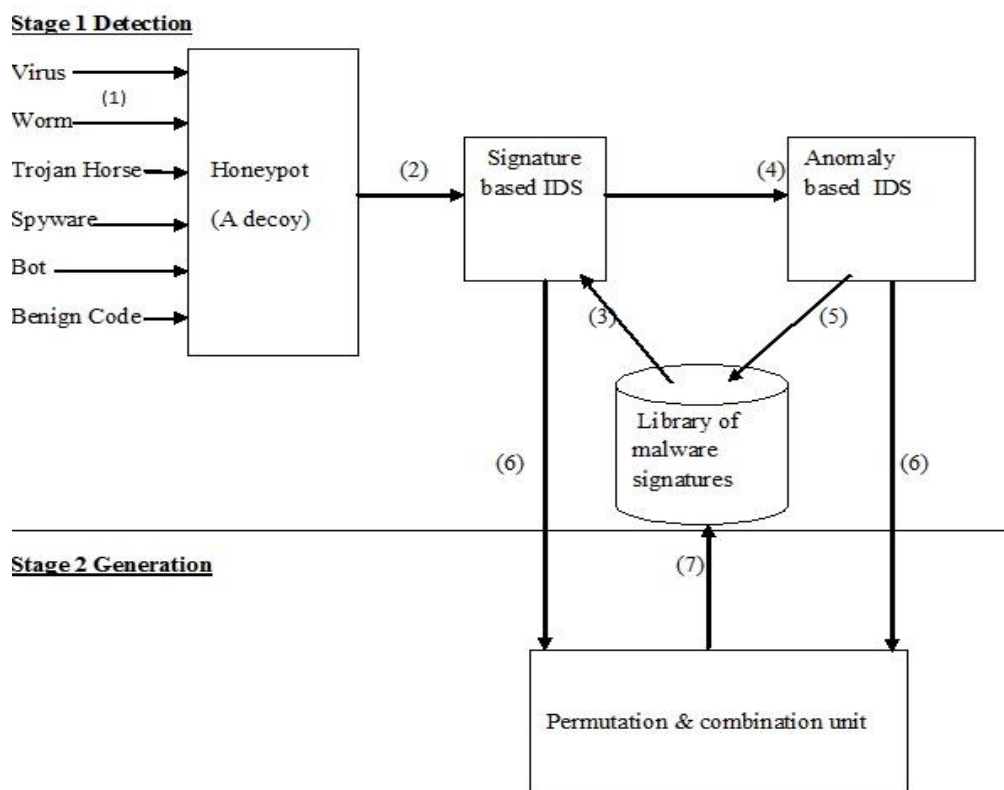 Stage 1 Detection
Virus
(1)
Worm
Trojan Horse
Spyware
Bot
Benign Code
Honeypot
(A decoy)
(2)
Signature
based IDS
(4)
Anomaly
based IDS
(3)
(5)
Library of
malware
signatures
(6)
(6)
Stage 2 Generation
(7)
Permutation & combination unit